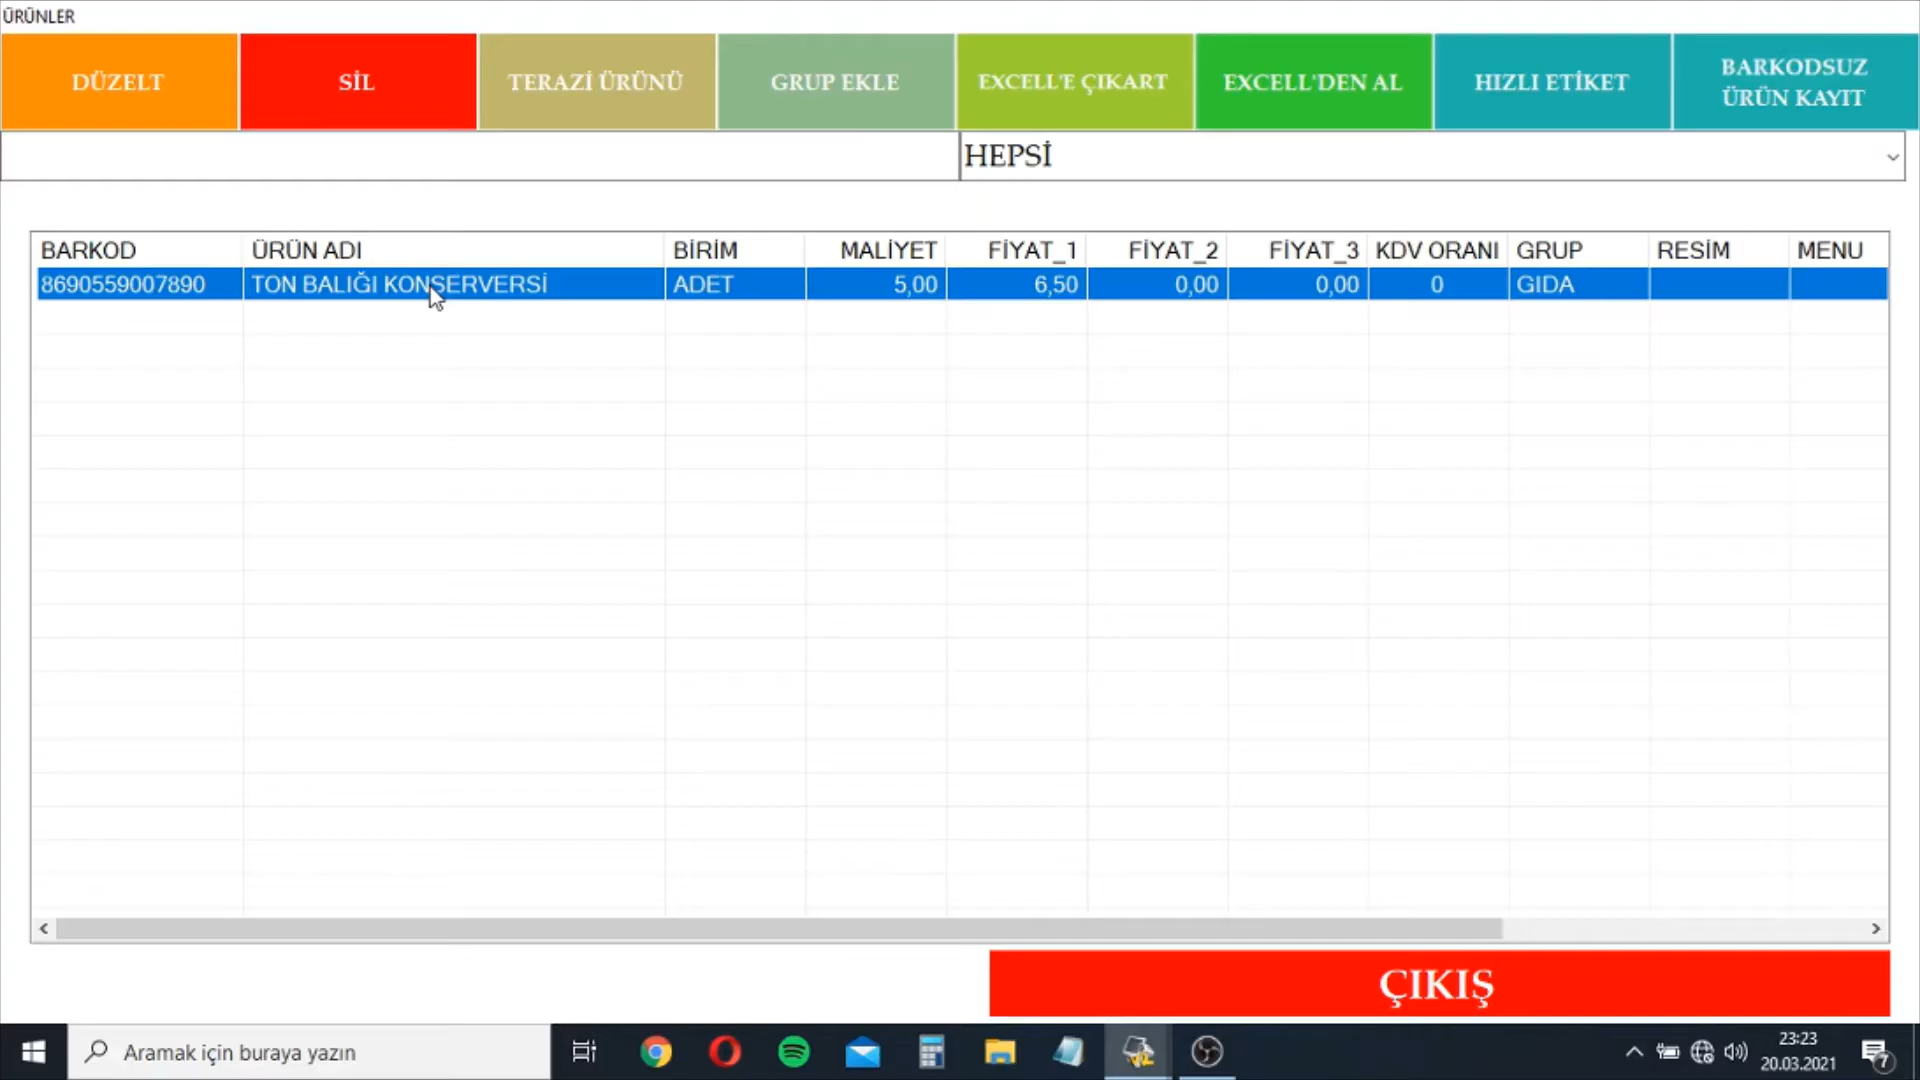 ÜRÜNLER
DÜZELT
SİL
TERAZİ ÜRÜNÜ
GRUP EKLE
EXCELL'E ÇIKART
EXCELL'DEN AL
HIZLI ETİKET
BARKODSUZ
ÜRÜN KAYIT
HEPSİ
BARKOD ÜRÜN ADI BİRİM MALİYET FİYAT_1 FİYAT_2 FİYAT_3 KDV ORANI GRUP RESİM MENU
8690559007890 TON BALIĞI KONSERVERSİ ADET 5,00 6,50 0,00 0,00 0 GIDA
ÇIKIŞ
Aramak için buraya yazın
23:23
20.03.2021
7